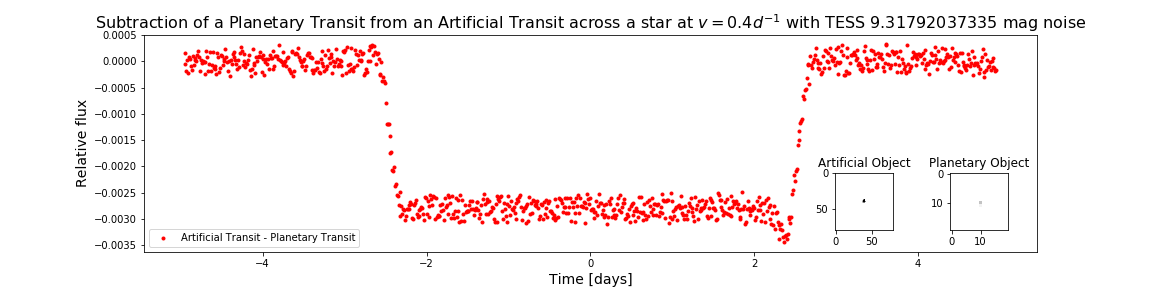 Subtraction of a Planetary Transit from an Artificial Transit across a star at v = 0.4d⁻¹ with TESS 9.31792037335 mag noise
0.0005
0.0000
−0.0005
−0.0010
−0.0015
−0.0020
−0.0025
−0.0030
−0.0035
Relative flux
Artificial Object
0
50
0 50
Planetary Object
0
10
0 10
Artificial Transit - Planetary Transit
−4 −2 0 2 4
Time [days]